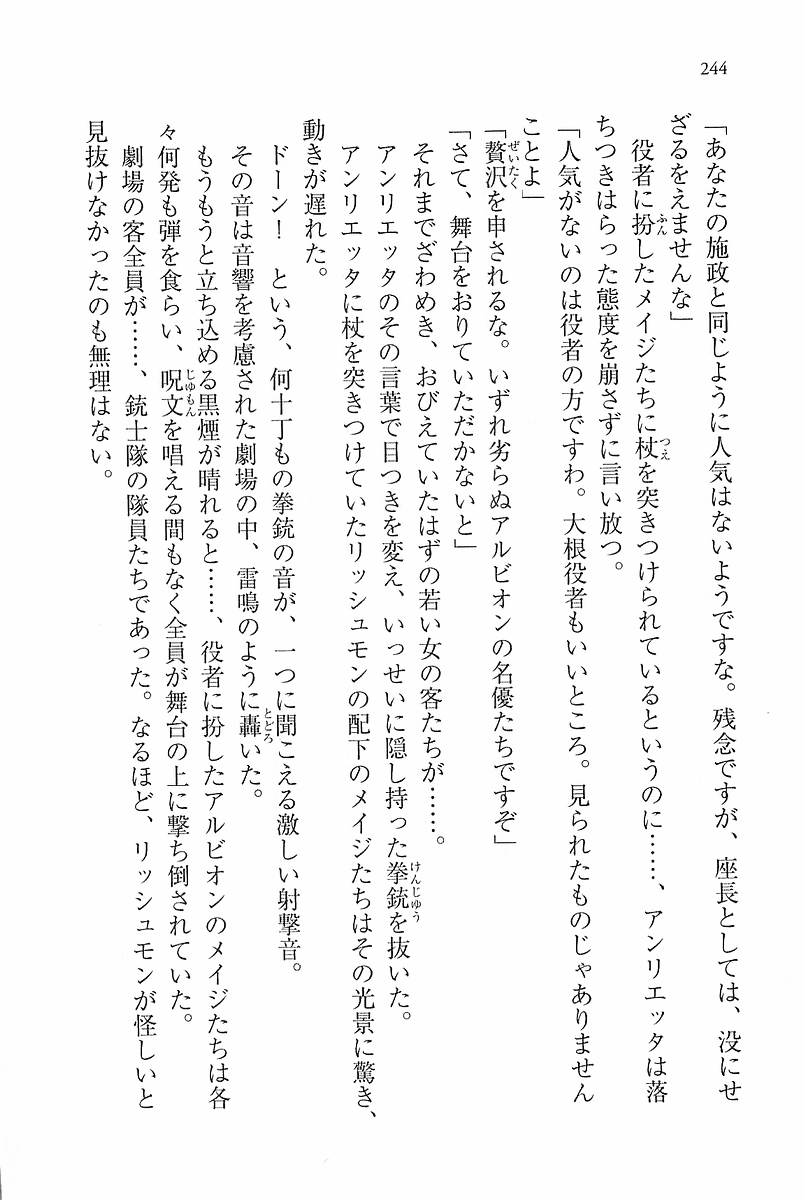 244
「あなたの施政と同じように人気はないようですな。残念ですが、座長としては、没にせ
ざるをえませんな」
役者に扮したメイジたちに杖を突きつけられているというのに……、アンリエッタは落
ちつきはらった態度を崩さずに言い放つ。
「人気がないのは役者の方ですわ。大根役者もいいところ。見られたものじゃありません
ことよ」
「贅沢を申されるな。いずれ劣らぬアルビオンの名優たちですぞ」
「さて、舞台をおりていただかないと」
それまでざわめき、おびえていたはずの若い女の客たちが……。
アンリエッタのその言葉で目つきを変え、いっせいに隠し持った拳銃を抜いた。
アンリエッタに杖を突きつけていたリッシュモンの配下のメイジたちはその光景に驚き、
動きが遅れた。
ドーン！　という、何十丁もの拳銃の音が、一つに聞こえる激しい射撃音。
その音は音響を考慮された劇場の中、雷鳴のように轟いた。
もうもうと立ち込める黒煙が晴れると……、役者に扮したアルビオンのメイジたちは各
々何発も弾を食らい、呪文を唱える間もなく全員が舞台の上に撃ち倒されていた。
劇場の客全員が……、銃士隊の隊員たちであった。なるほど、リッシュモンが怪しいと
見抜けなかったのも無理はない。